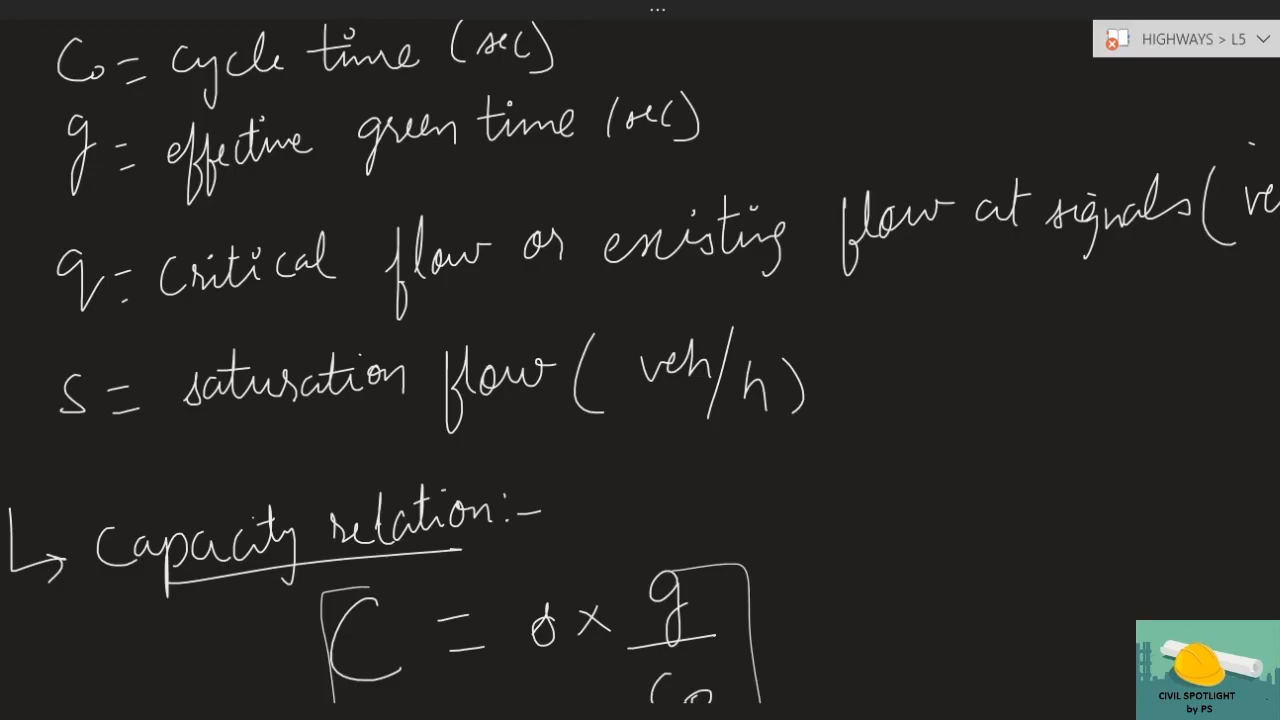 ...
C₀ = cycle time (sec)
HIGHWAYS > L5
g = effective green time (sec)
q = critical flow or existing flow at signals (ve
s = saturation flow ( veh/h )
↳ Capacity relation:-
C = s × g / C₀
CIVIL SPOTLIGHT
by PS